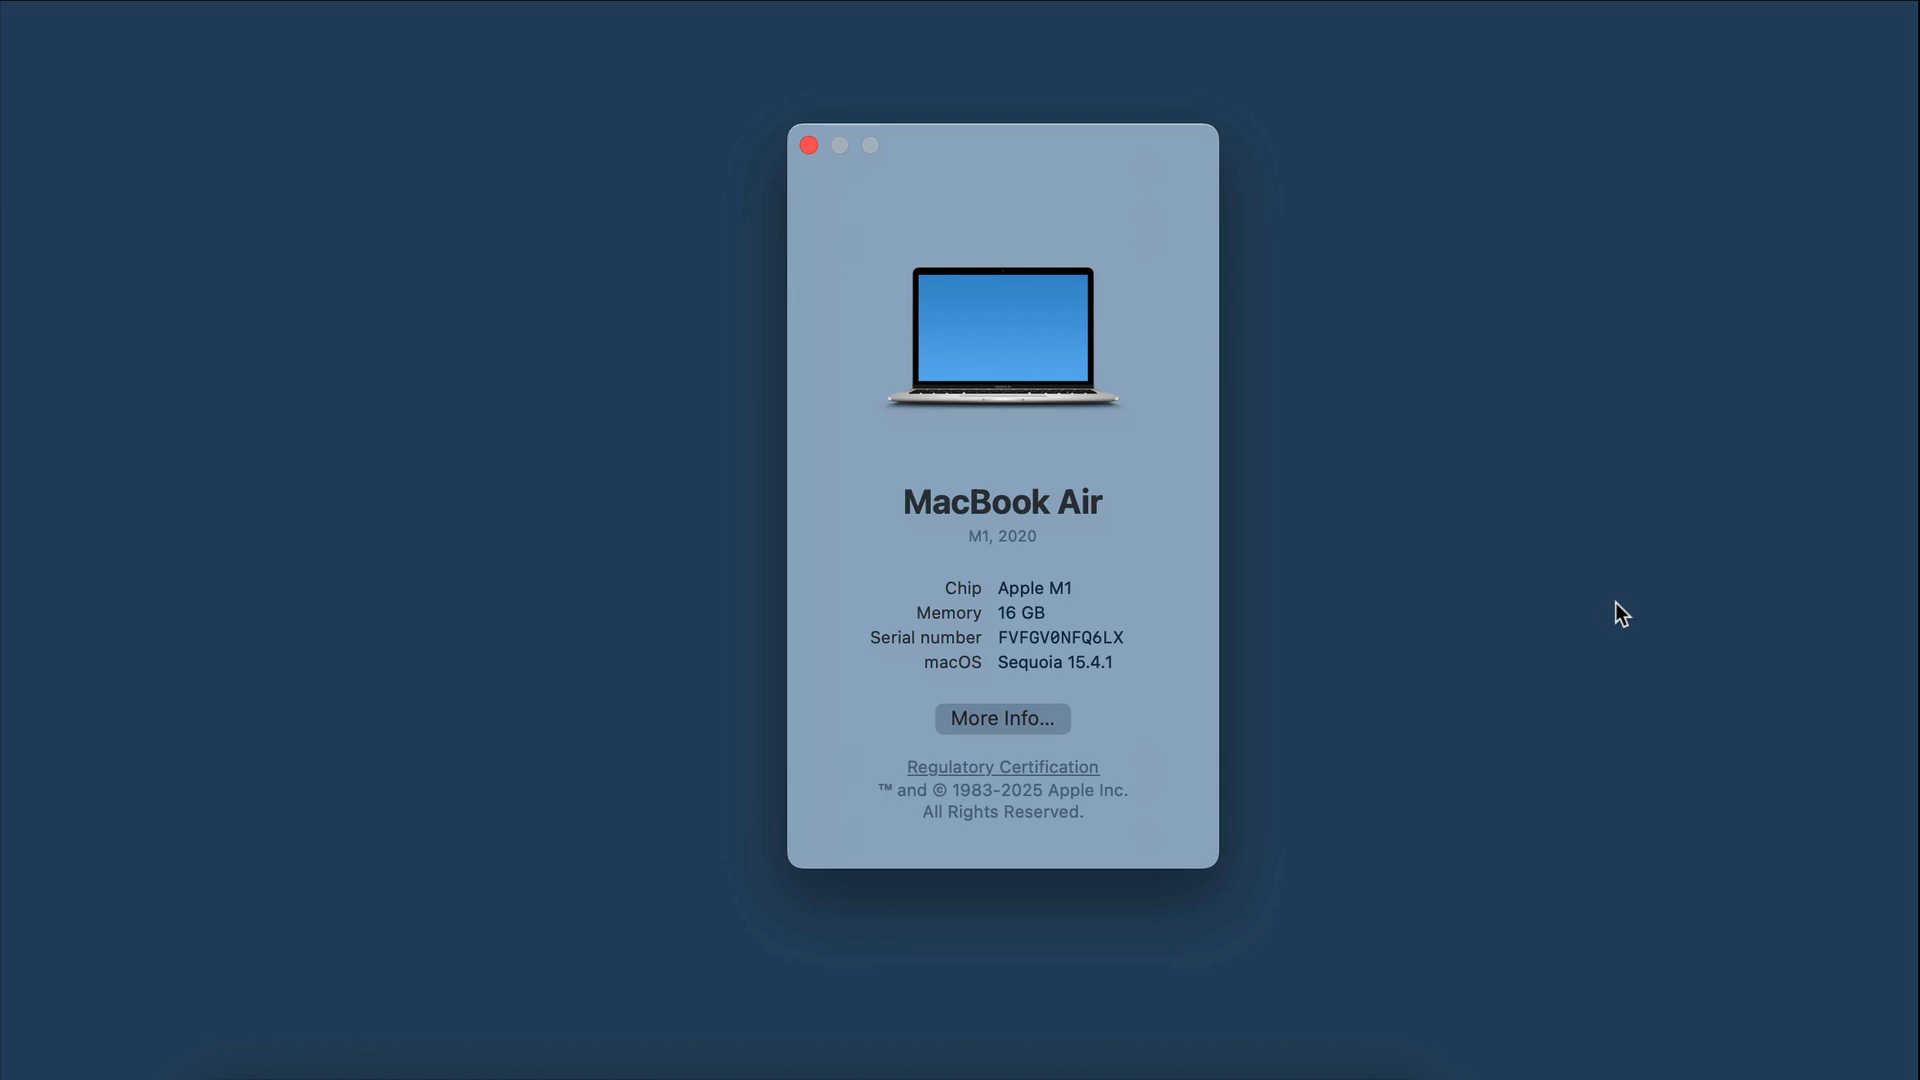 MacBook Air
M1, 2020
Chip Apple M1
Memory 16 GB
Serial number FVFGV0NFQ6LX
macOS Sequoia 15.4.1
More Info...
Regulatory Certification
™ and © 1983-2025 Apple Inc.
All Rights Reserved.